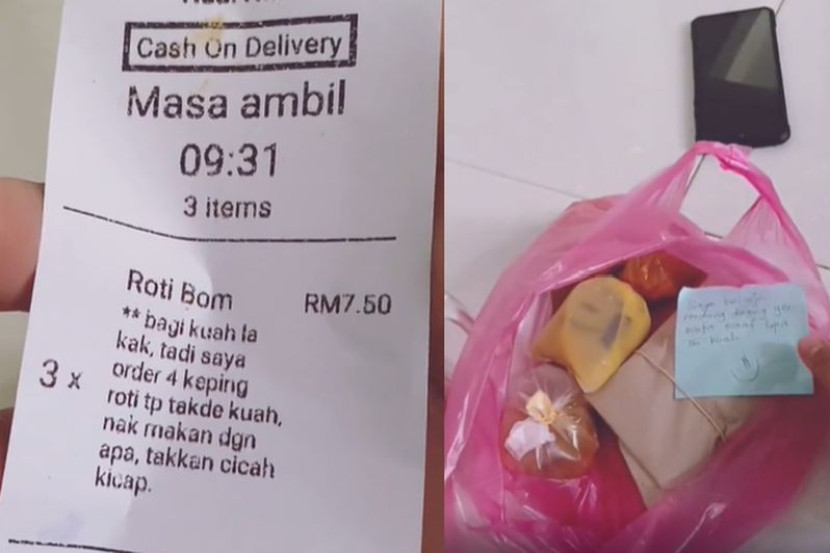 Cash On Delivery
Masa ambil
09:31
3 items
Roti Bom RM7.50
** bagi kuah la
kak, tadi saya
3 x order 4 keping
roti tp takde kuah,
nak makan dgn
apa, takkan cicah
kicap.
Saya